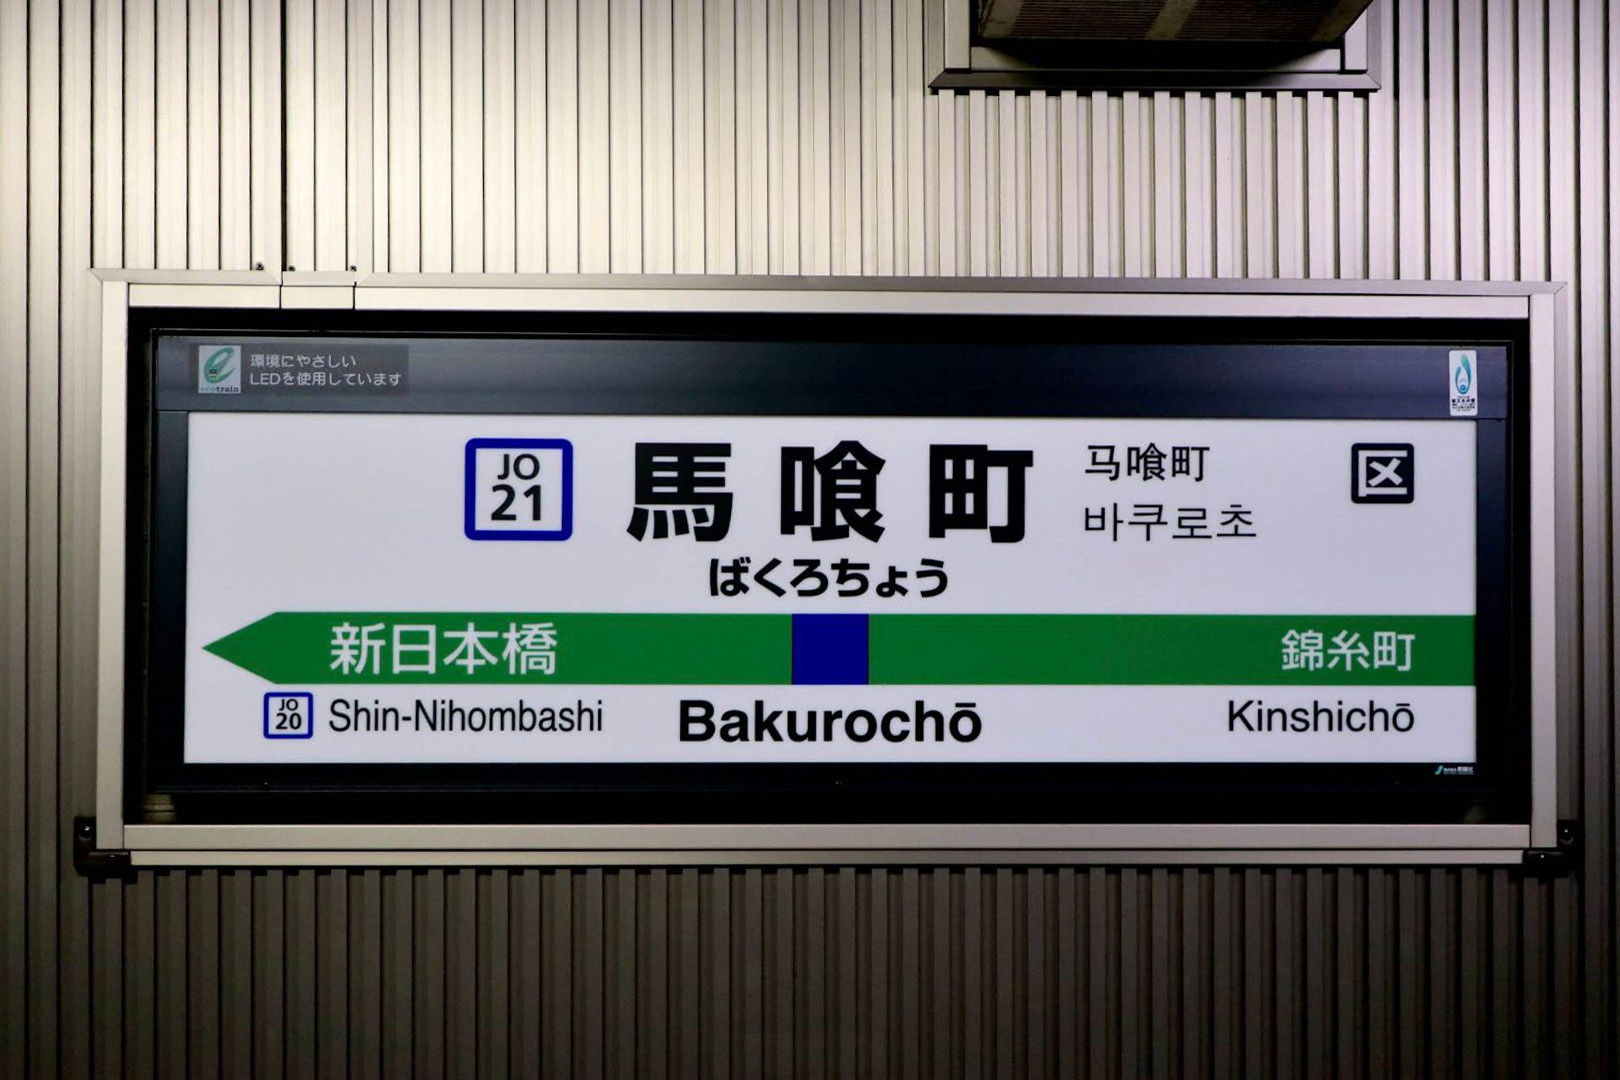 環境にやさしい
LEDを使用しています
JO
21
馬喰町
马喰町
바쿠로초
区
ばくろちょう
新日本橋
錦糸町
JO
20
Shin-Nihombashi
Bakurochō
Kinshichō